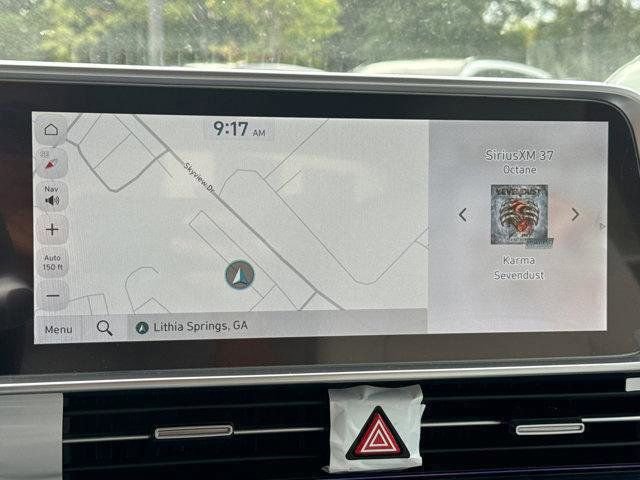 9:17 AM
Nav
Skyview Dr
Auto
150 ft
Menu
Lithia Springs, GA
SiriusXM 37
Octane
SEVENDUST
Karma
Sevendust